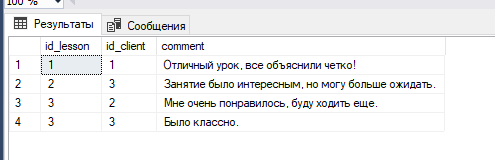 100 %
Результаты Сообщения
id_lesson id_client comment
1 1 1 Отличный урок, все объяснили четко!
2 2 3 Занятие было интересным, но могу больше ожидать.
3 3 2 Мне очень понравилось, буду ходить еще.
4 3 3 Было классно.